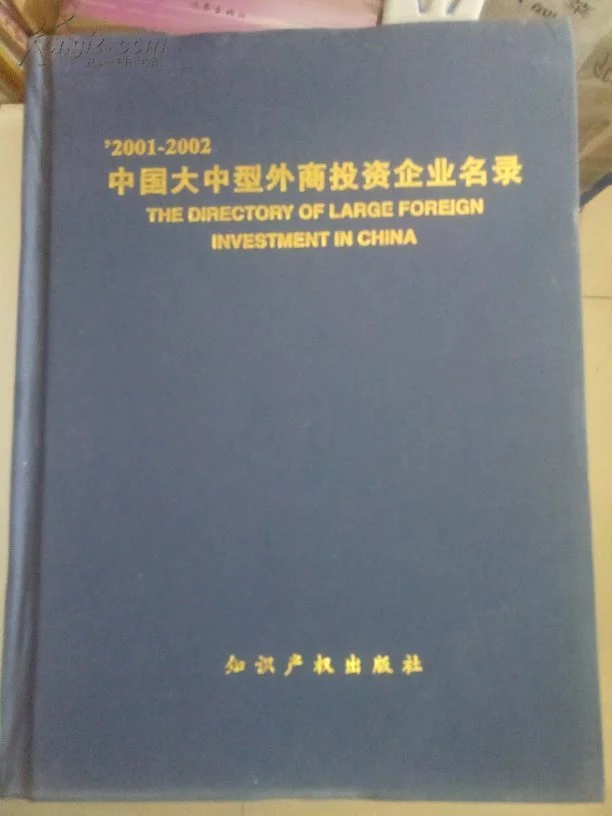 '2001-2002
中国大中型外商投资企业名录
THE DIRECTORY OF LARGE FOREIGN
INVESTMENT IN CHINA
知识产权出版社